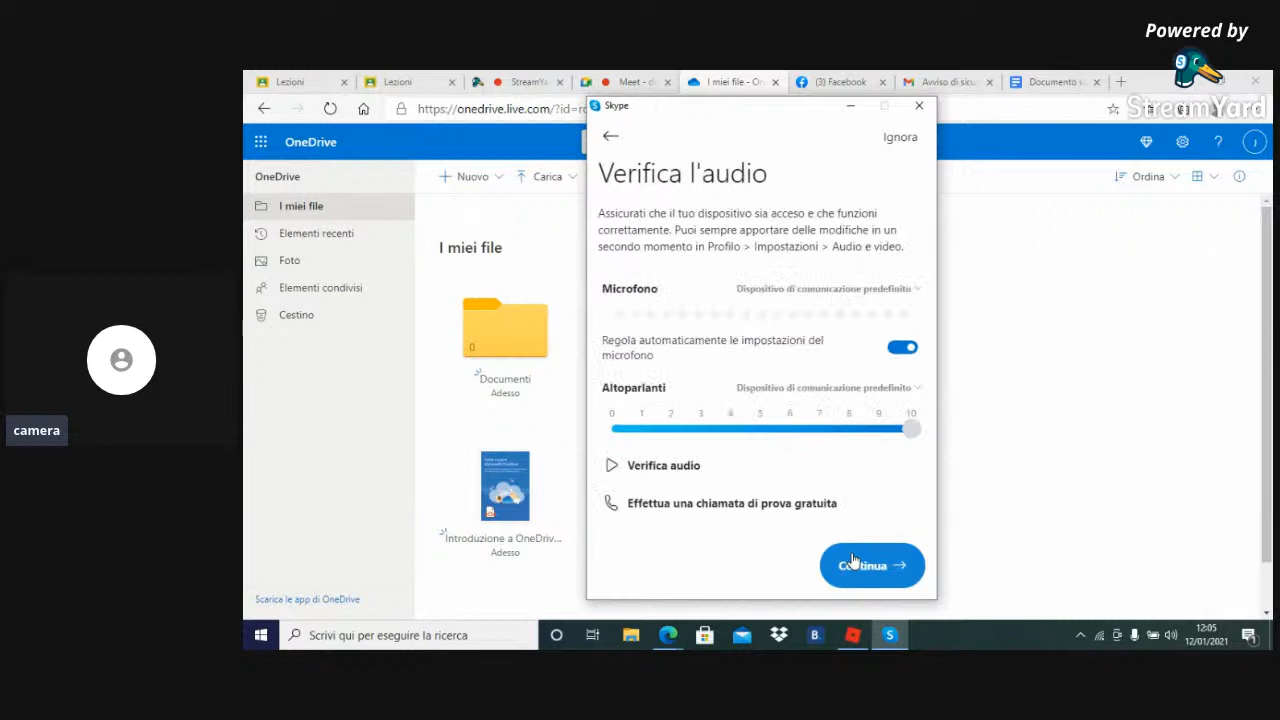 Powered by
StreamYard
Lezioni
Lezioni
StreamYa
Meet - d
I miei file - On
(3) Facebook
Avviso di sicu
Documento s
https://onedrive.live.com/?id=ro
OneDrive
J
OneDrive
I miei file
Elementi recenti
Foto
Elementi condivisi
Cestino
Scarica le app di OneDrive
Nuovo
Carica
Ordina
I miei file
0
Documenti
Adesso
Introduzione a OneDriv...
Adesso
Skype
Ignora
Verifica l'audio
Assicurati che il tuo dispositivo sia acceso e che funzioni
correttamente. Puoi sempre apportare delle modifiche in un
secondo momento in Profilo > Impostazioni > Audio e video.
Microfono Dispositivo di comunicazione predefinito
Regola automaticamente le impostazioni del
microfono
Altoparlanti Dispositivo di comunicazione predefinito
0 1 2 3 4 5 6 7 8 9 10
Verifica audio
Effettua una chiamata di prova gratuita
Continua
camera
Scrivi qui per eseguire la ricerca
B.
12:05
12/01/2021